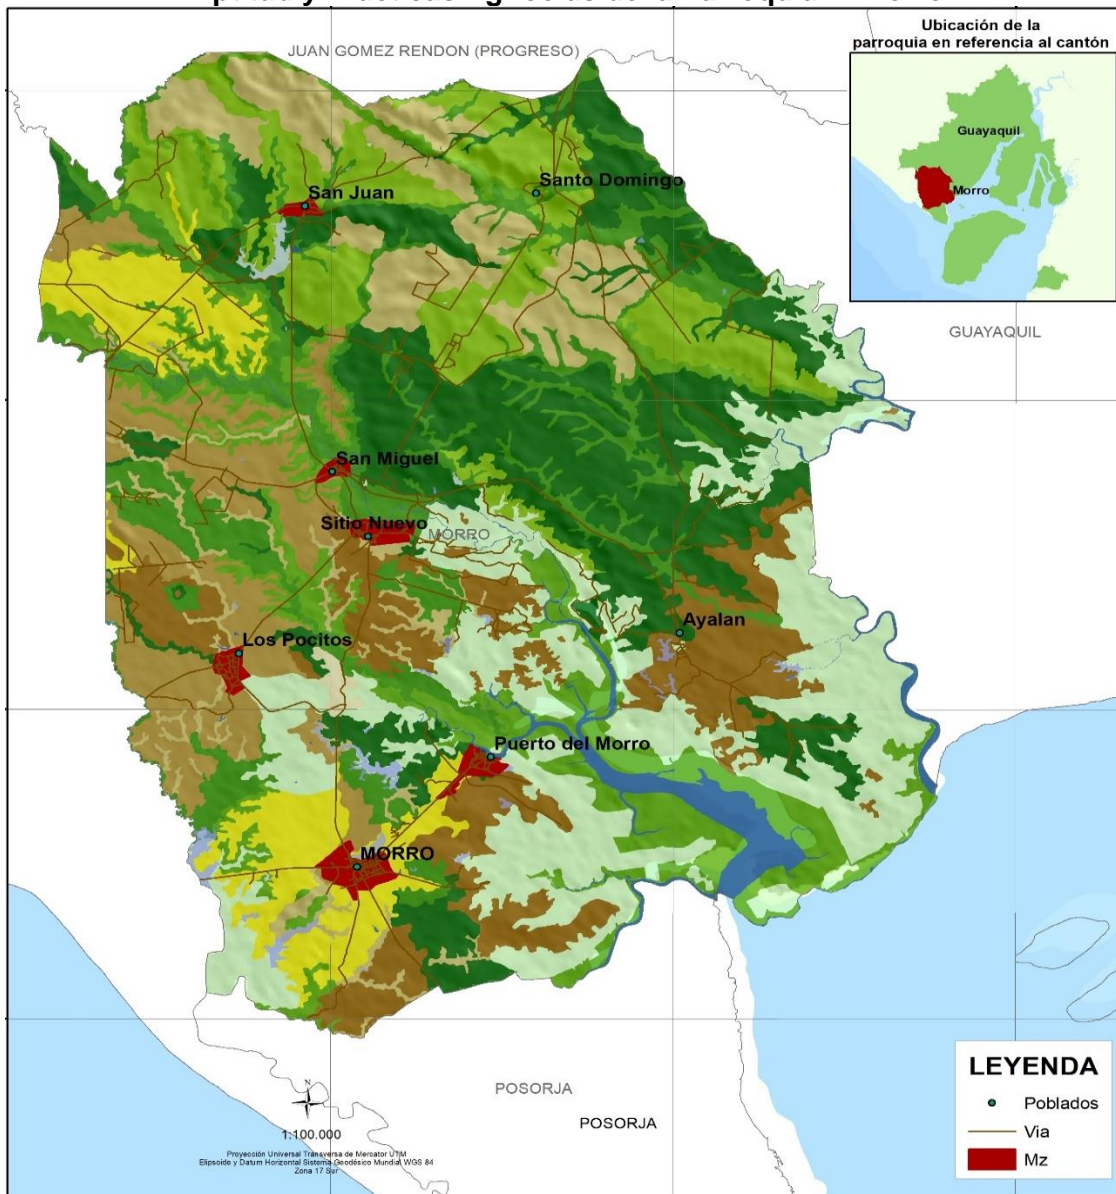 JUAN GOMEZ RENDON (PROGRESO)
Ubicación de la
parroquia en referencia al cantón
Guayaquil
Morro
San Juan
Santo Domingo
GUAYAQUIL
San Miguel
Sitio Nuevo
MORRO
Ayalan
Los Pocitos
Puerto del Morro
MORRO
POSORJA
POSORJA
N
1:100.000
Proyección Universal Transversa de Mercator UTM
Elipsoide y Datum Horizontal Sistema Geodésico Mundial WGS 84
Zona 17 Sur
LEYENDA
Poblados
Via
Mz